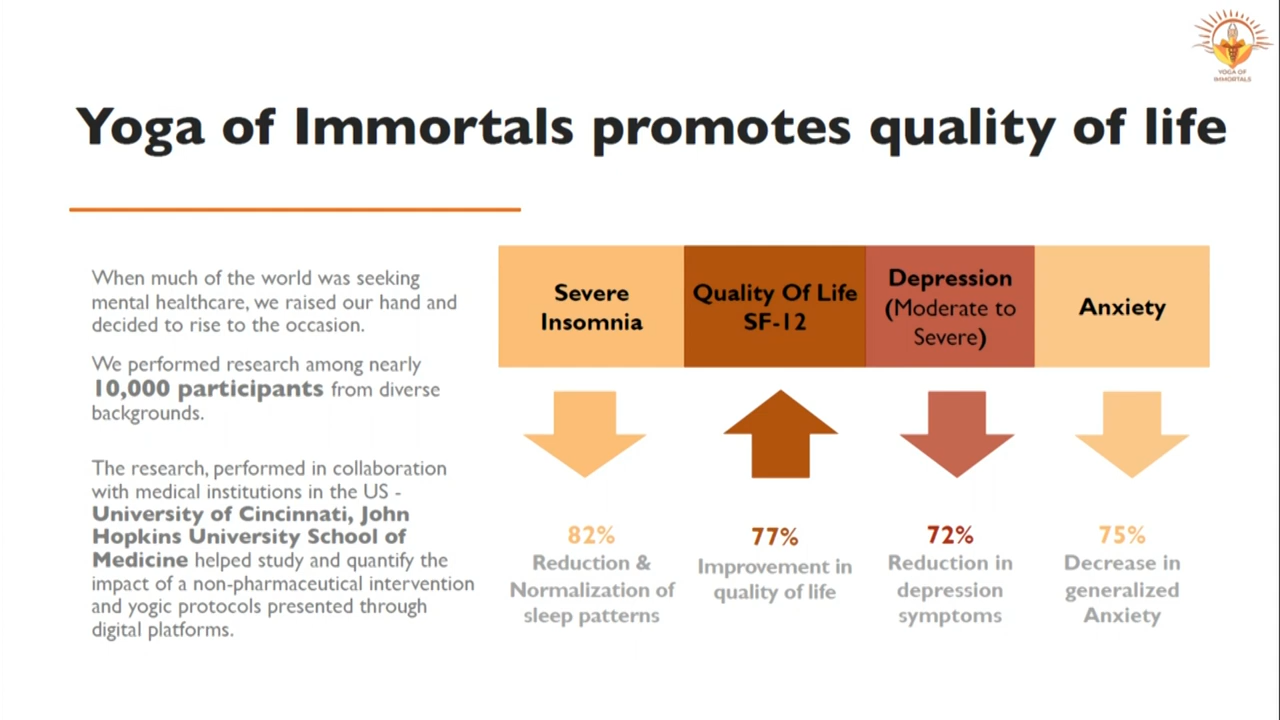 YOGA OF
IMMORTALS
Yoga of Immortals promotes quality of life
When much of the world was seeking
mental healthcare, we raised our hand and
decided to rise to the occasion.
We performed research among nearly
10,000 participants from diverse
backgrounds.
The research, performed in collaboration
with medical institutions in the US -
University of Cincinnati, John
Hopkins University School of
Medicine helped study and quantify the
impact of a non-pharmaceutical intervention
and yogic protocols presented through
digital platforms.
Severe
Insomnia
Quality Of Life
SF-12
Depression
(Moderate to
Severe)
Anxiety
82%
Reduction &
Normalization of
sleep patterns
77%
Improvement in
quality of life
72%
Reduction in
depression
symptoms
75%
Decrease in
generalized
Anxiety